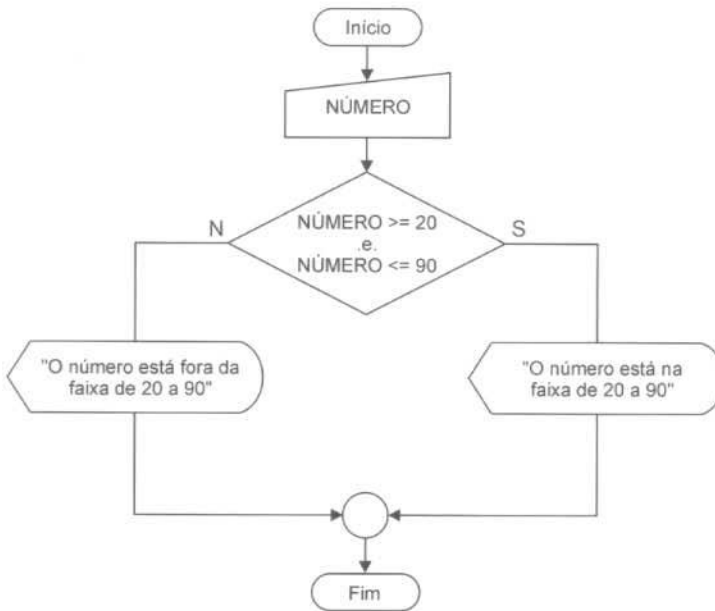 Início
NÚMERO
N
NÚMERO >= 20
S
.e.
NÚMERO <= 90
"O número está fora da
faixa de 20 a 90"
"O número está na
faixa de 20 a 90"
Fim